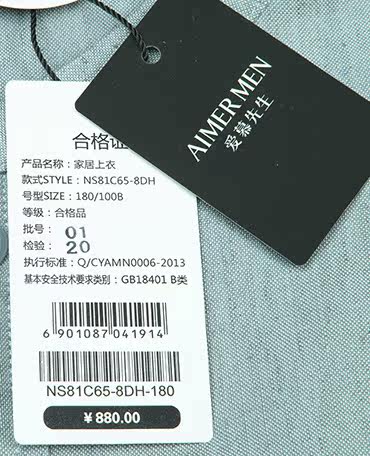 AIMER MEN
爱慕先生
合格证
产品名称：家居上衣
款式STYLE：NS81C65-8DH
号型SIZE：180/100B
等级：合格品
批号：01
检验：20
执行标准：Q/CYAMN0006-2013
基本安全技术要求类别：GB18401 B类
6 901087 041914
NS81C65-8DH-180
¥880.00